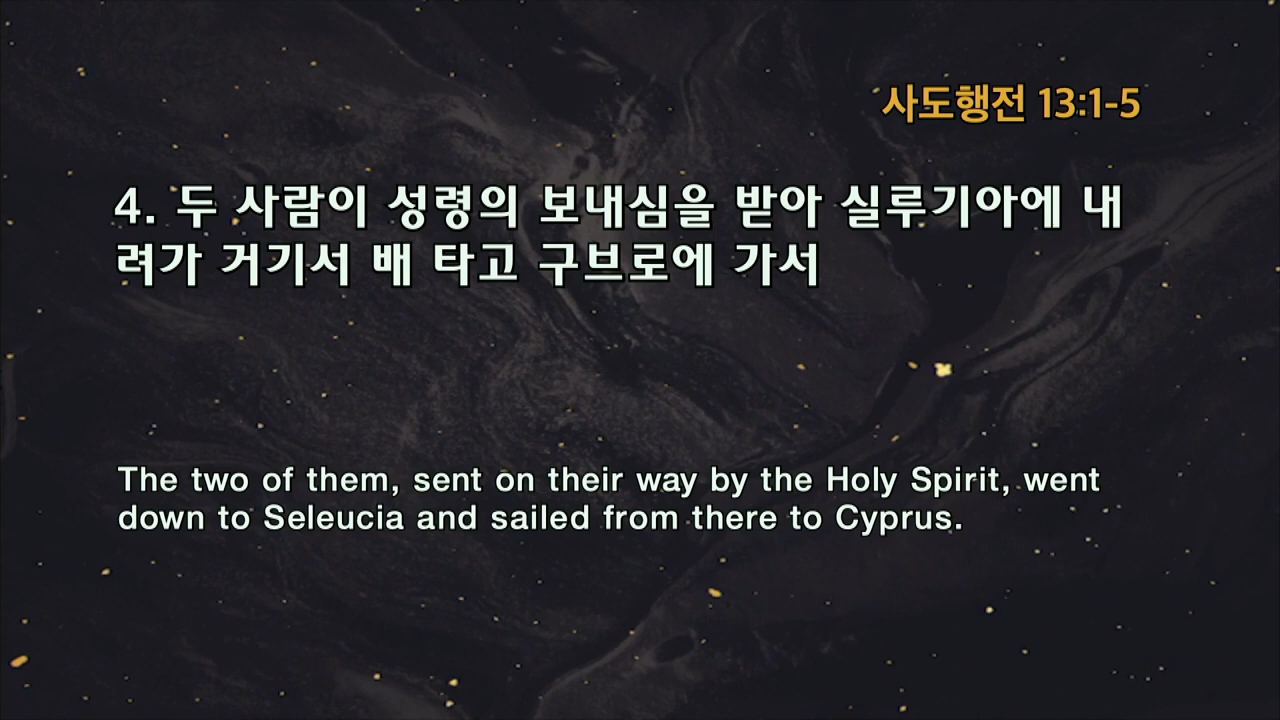 사도행전 13:1-5
4. 두 사람이 성령의 보내심을 받아 실루기아에 내
려가 거기서 배 타고 구브로에 가서
The two of them, sent on their way by the Holy Spirit, went
down to Seleucia and sailed from there to Cyprus.